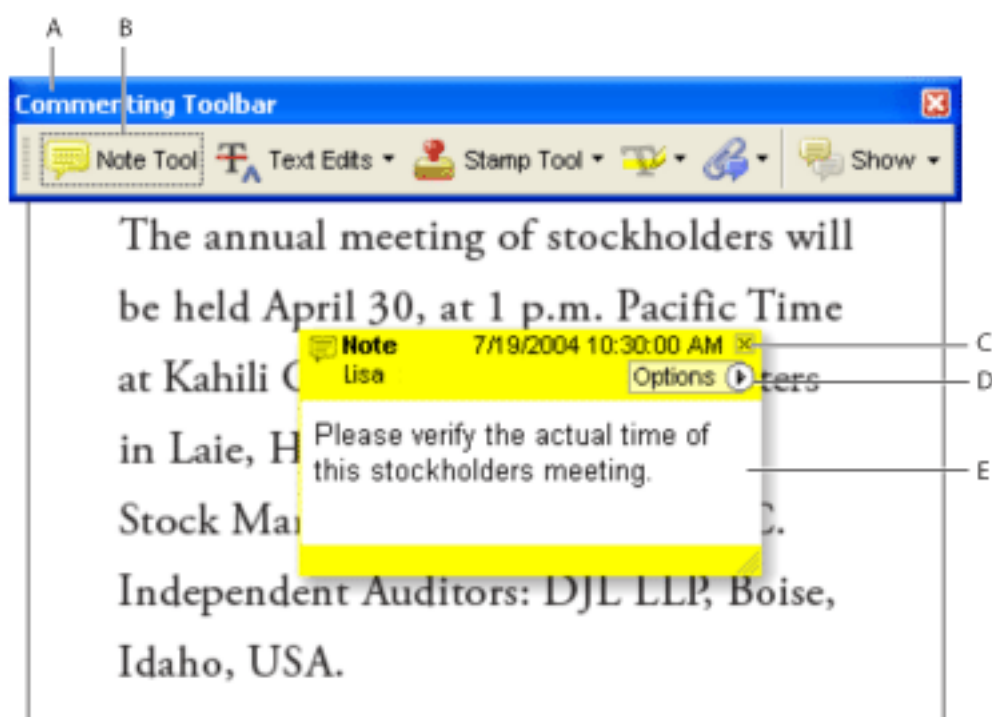 A B
Commenting Toolbar
Note Tool Text Edits Stamp Tool Show
The annual meeting of stockholders will
be held April 30, at 1 p.m. Pacific Time
Note 7/19/2004 10:30:00 AM C
at Kahili Lisa Options D
Please verify the actual time of
in Laie,
this stockholders meeting. E
Stock
Independent Auditors: DJL LLP, Boise,
Idaho, USA.